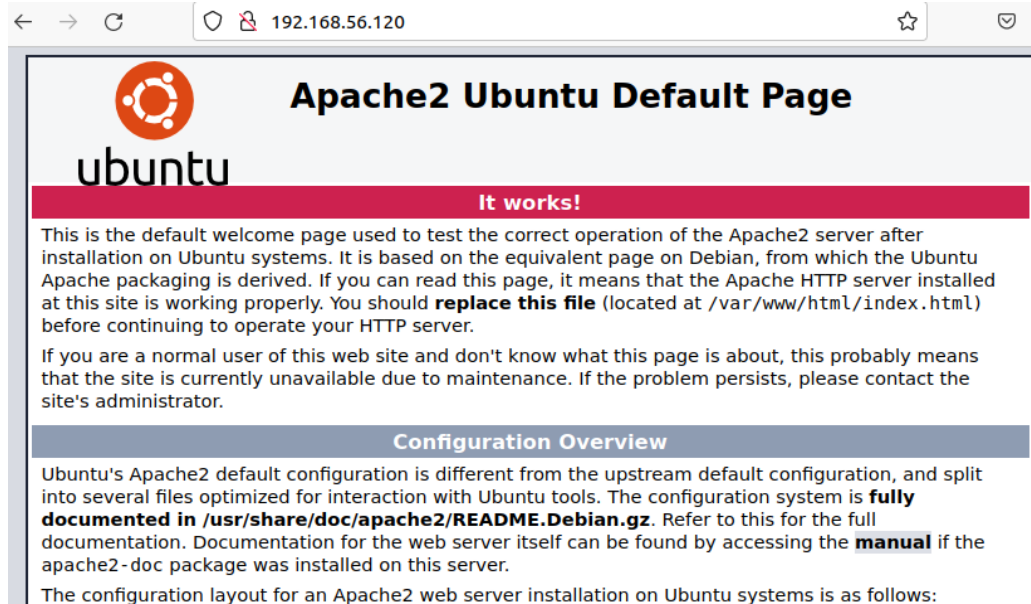 192.168.56.120
Apache2 Ubuntu Default Page
ubuntu
It works!
This is the default welcome page used to test the correct operation of the Apache2 server after
installation on Ubuntu systems. It is based on the equivalent page on Debian, from which the Ubuntu
Apache packaging is derived. If you can read this page, it means that the Apache HTTP server installed
at this site is working properly. You should replace this file (located at /var/www/html/index.html)
before continuing to operate your HTTP server.
If you are a normal user of this web site and don't know what this page is about, this probably means
that the site is currently unavailable due to maintenance. If the problem persists, please contact the
site's administrator.
Configuration Overview
Ubuntu's Apache2 default configuration is different from the upstream default configuration, and split
into several files optimized for interaction with Ubuntu tools. The configuration system is fully
documented in /usr/share/doc/apache2/README.Debian.gz. Refer to this for the full
documentation. Documentation for the web server itself can be found by accessing the manual if the
apache2-doc package was installed on this server.
The configuration layout for an Apache2 web server installation on Ubuntu systems is as follows: